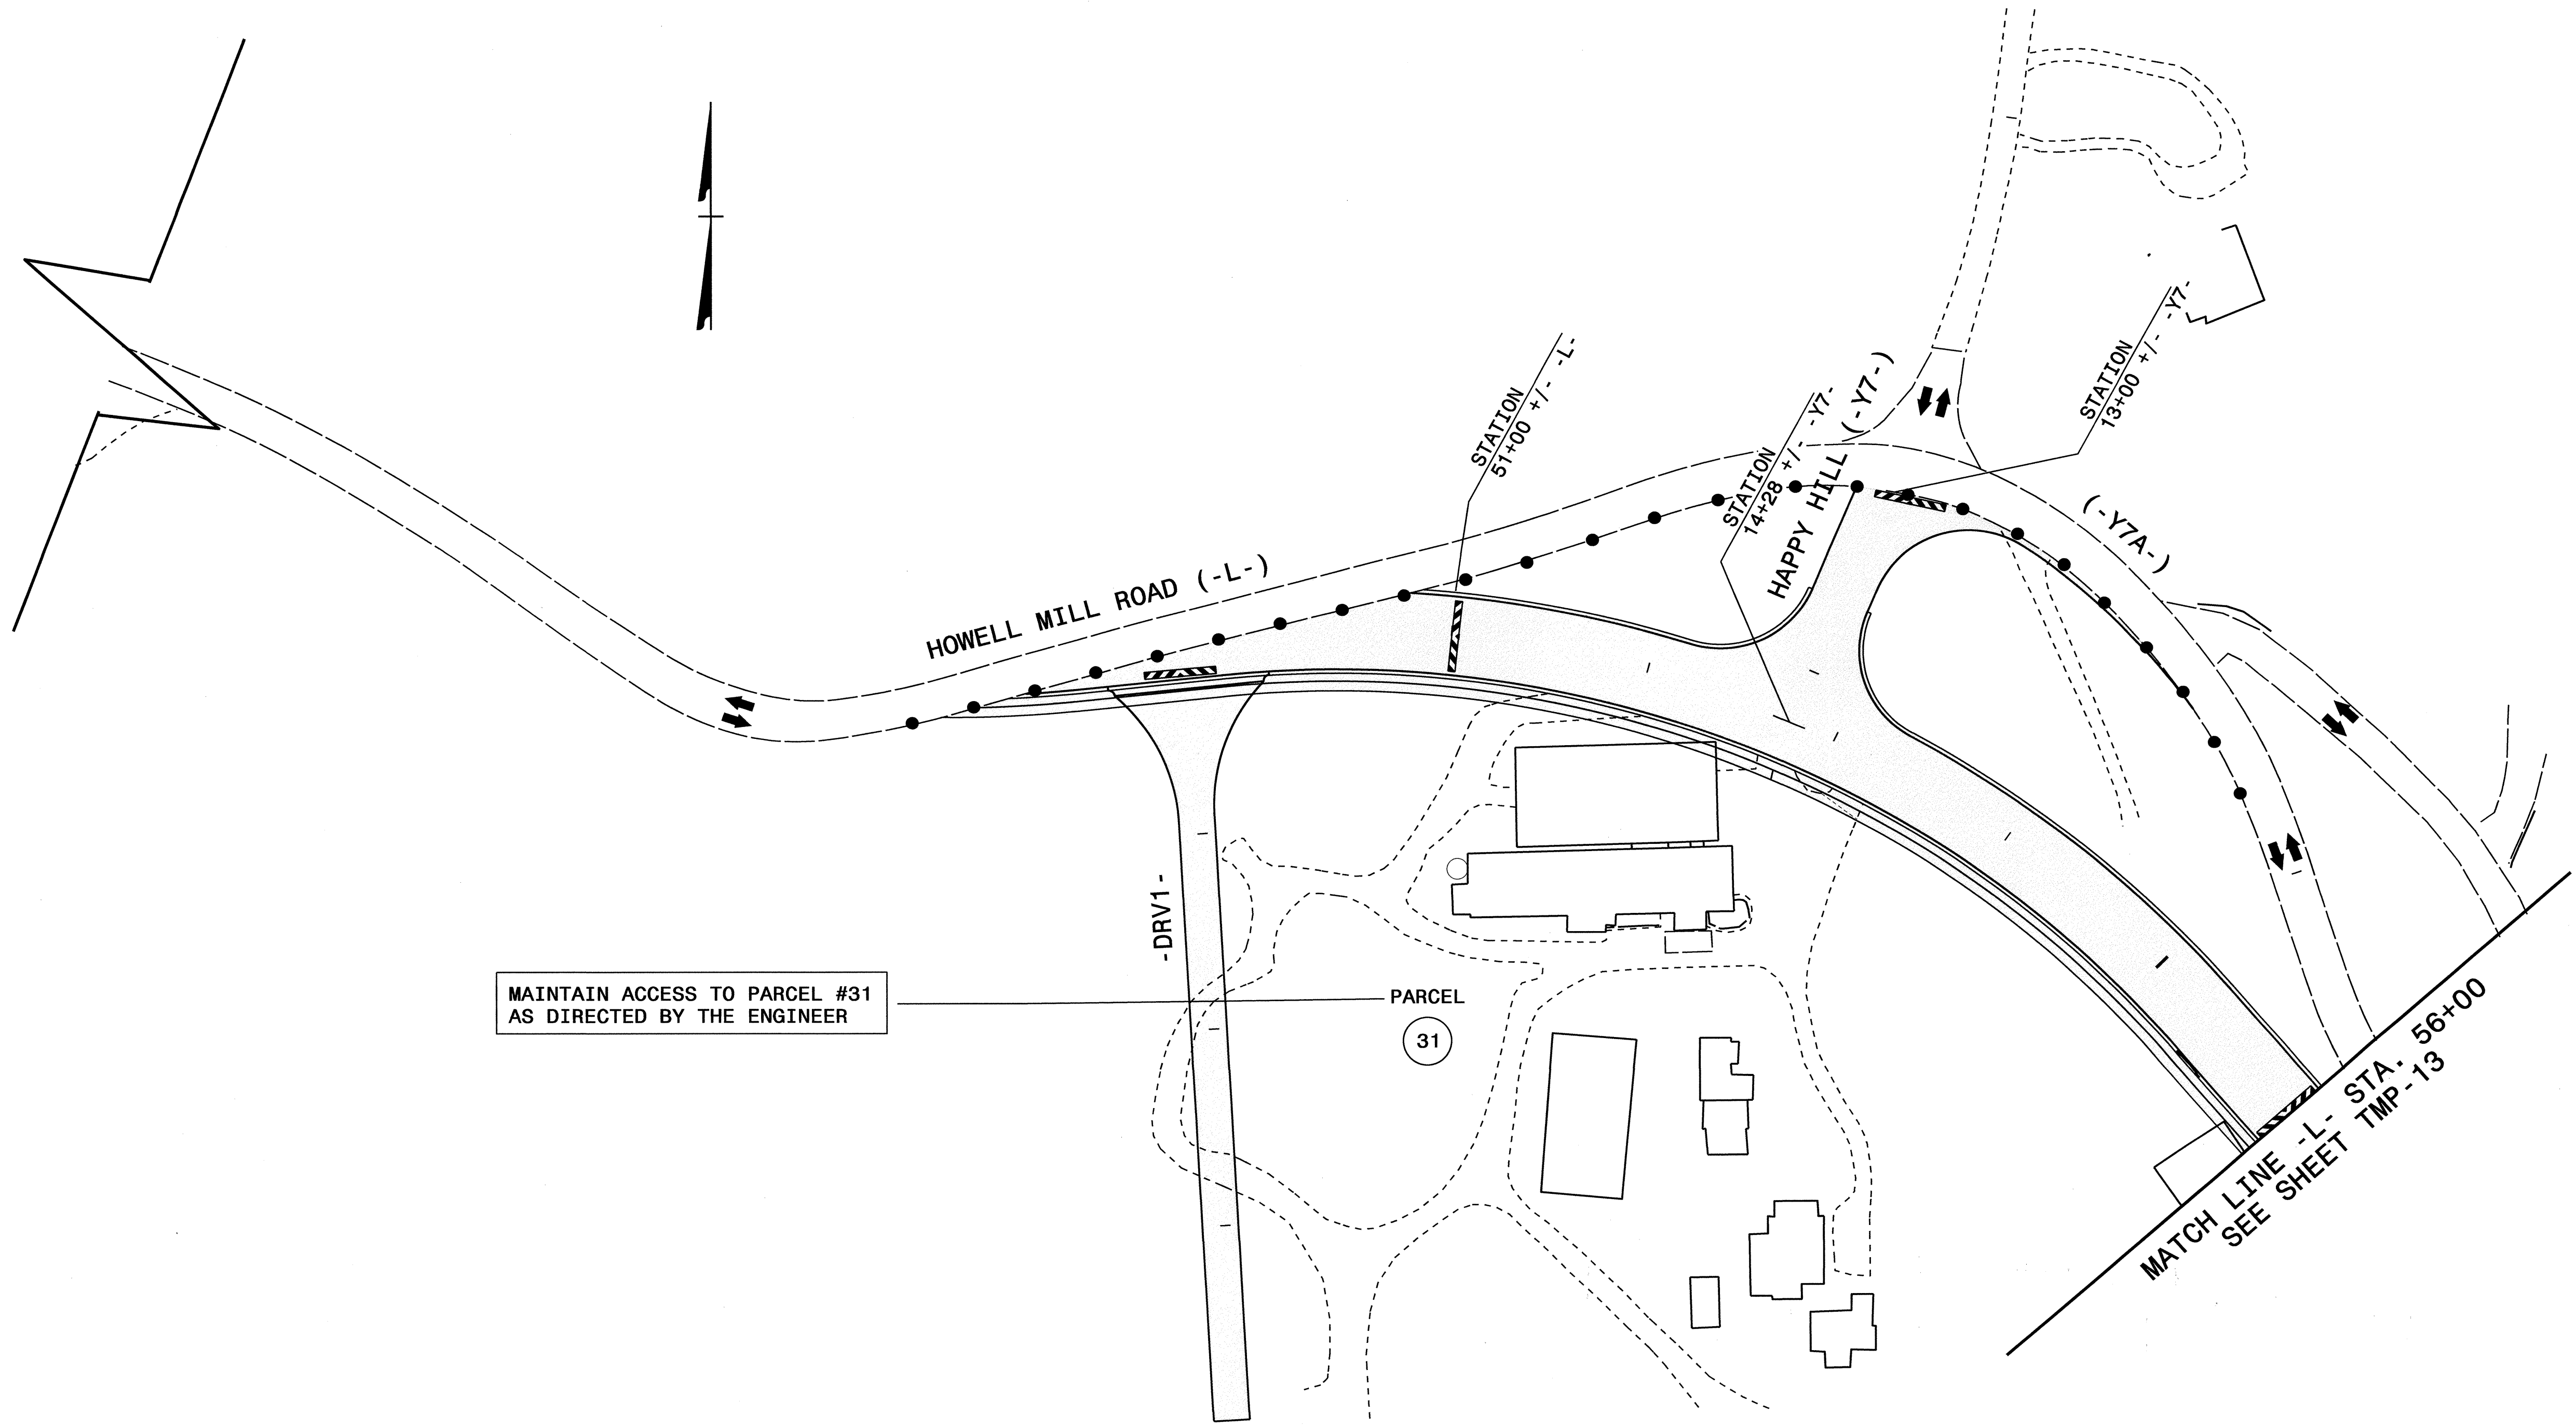 STATION
51+00 +/- -L-
STATION
14+28 +/- -Y7-
HAPPY HILL (-Y7-)
STATION
13+00 +/- -Y7-
(-Y7A-)
HOWELL MILL ROAD (-L-)
-DRV1-
MAINTAIN ACCESS TO PARCEL #31
AS DIRECTED BY THE ENGINEER
PARCEL
31
MATCH LINE -L- STA. 56+00
SEE SHEET TMP-13